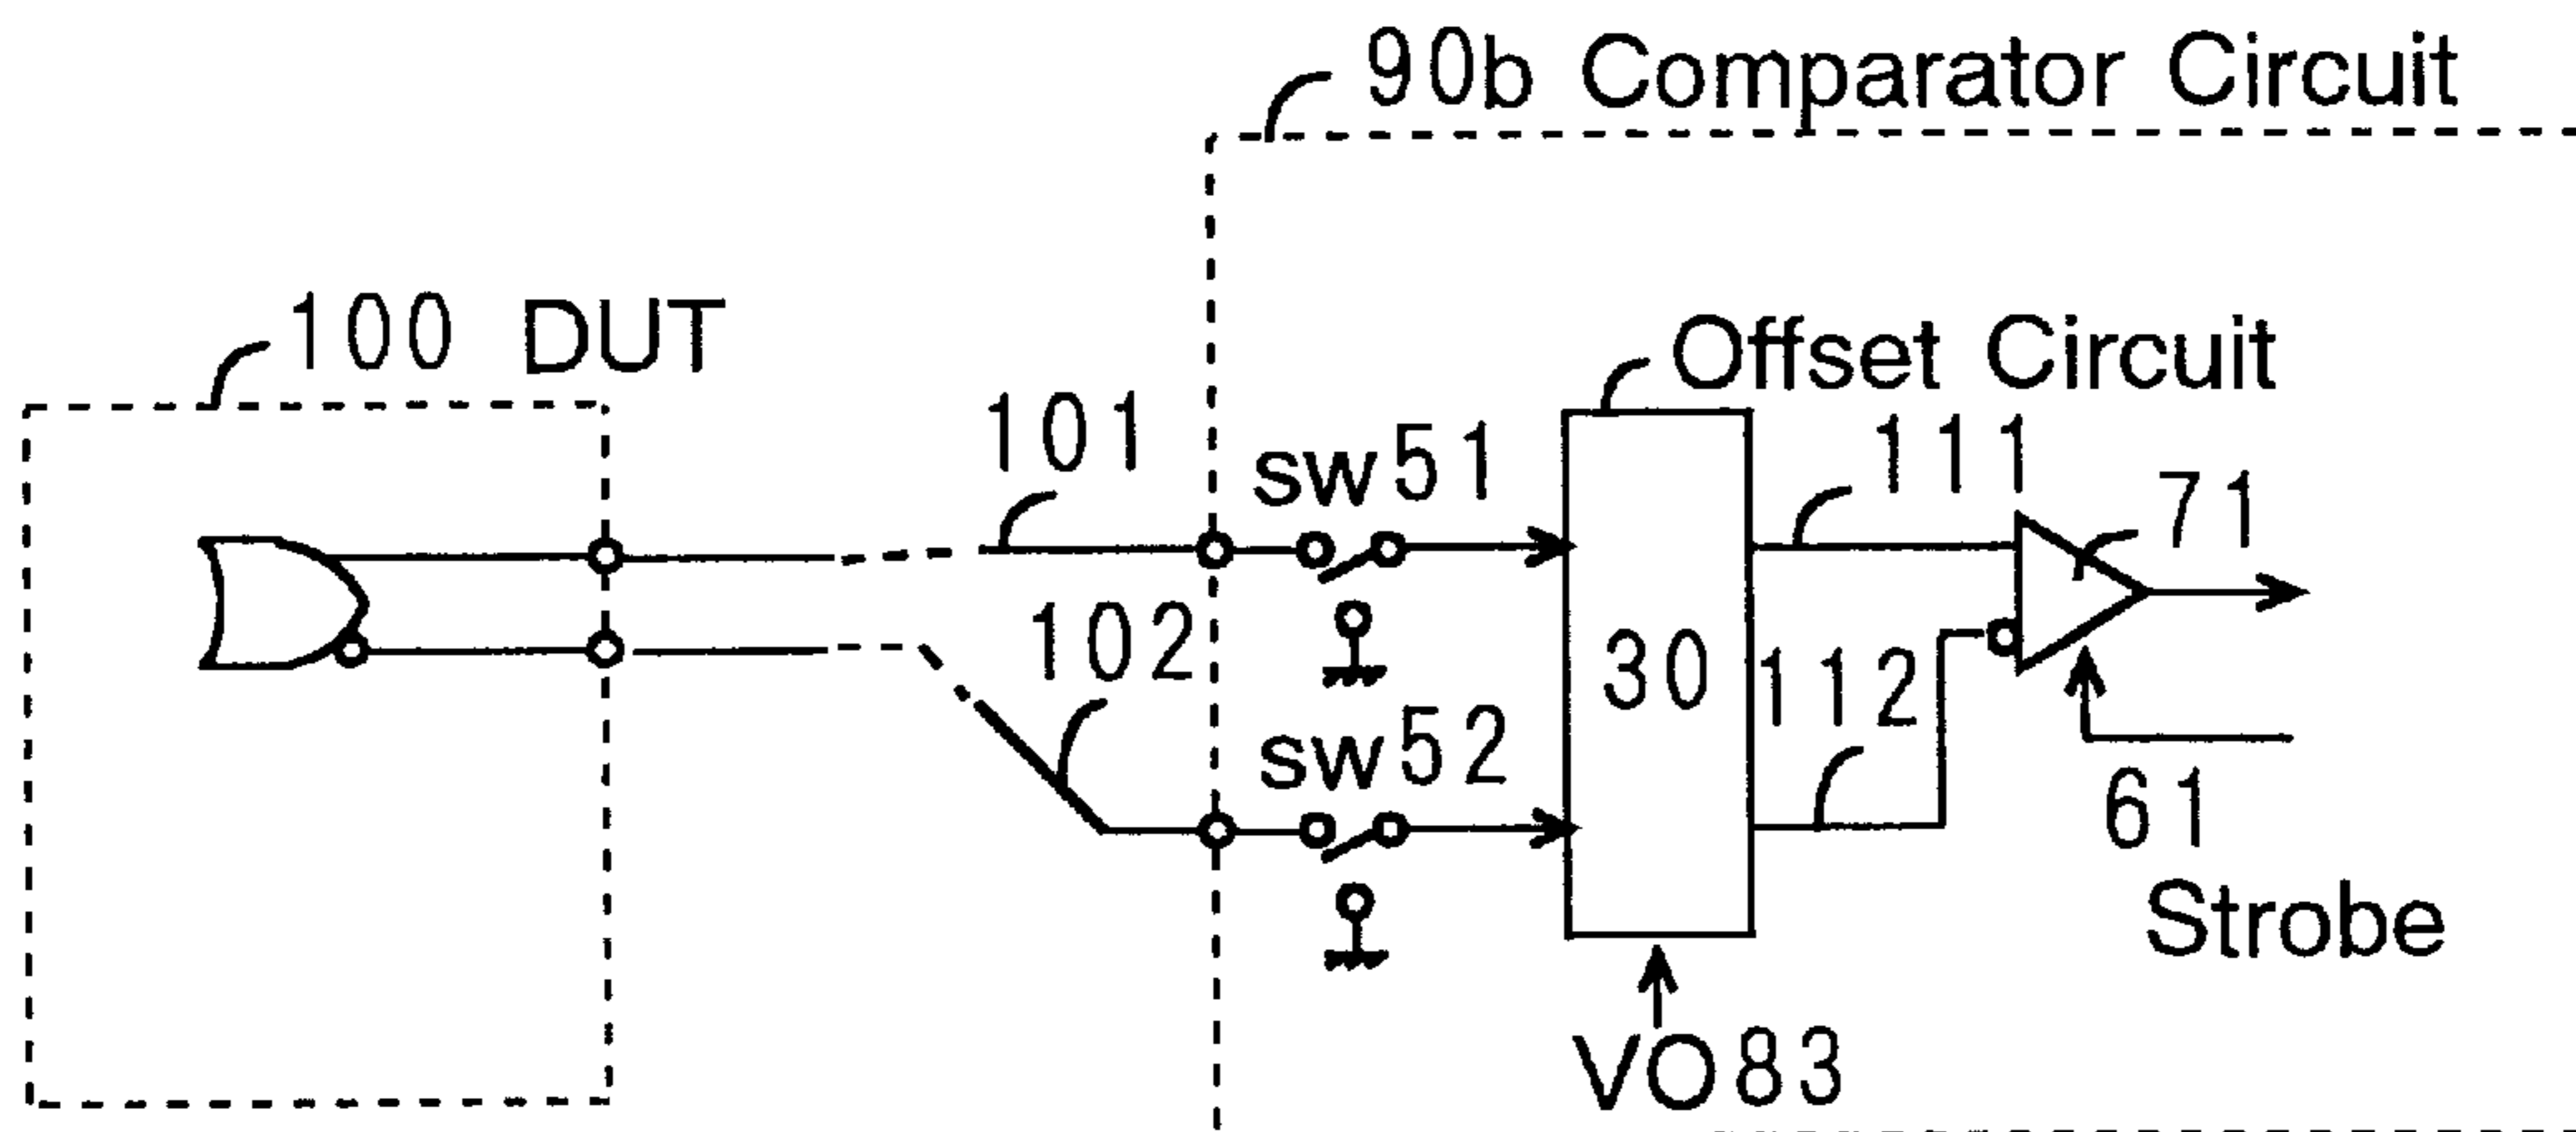 90b Comparator Circuit
100 DUT
Offset Circuit
101
sw51
111
71
102
30
112
sw52
61
Strobe
VO83